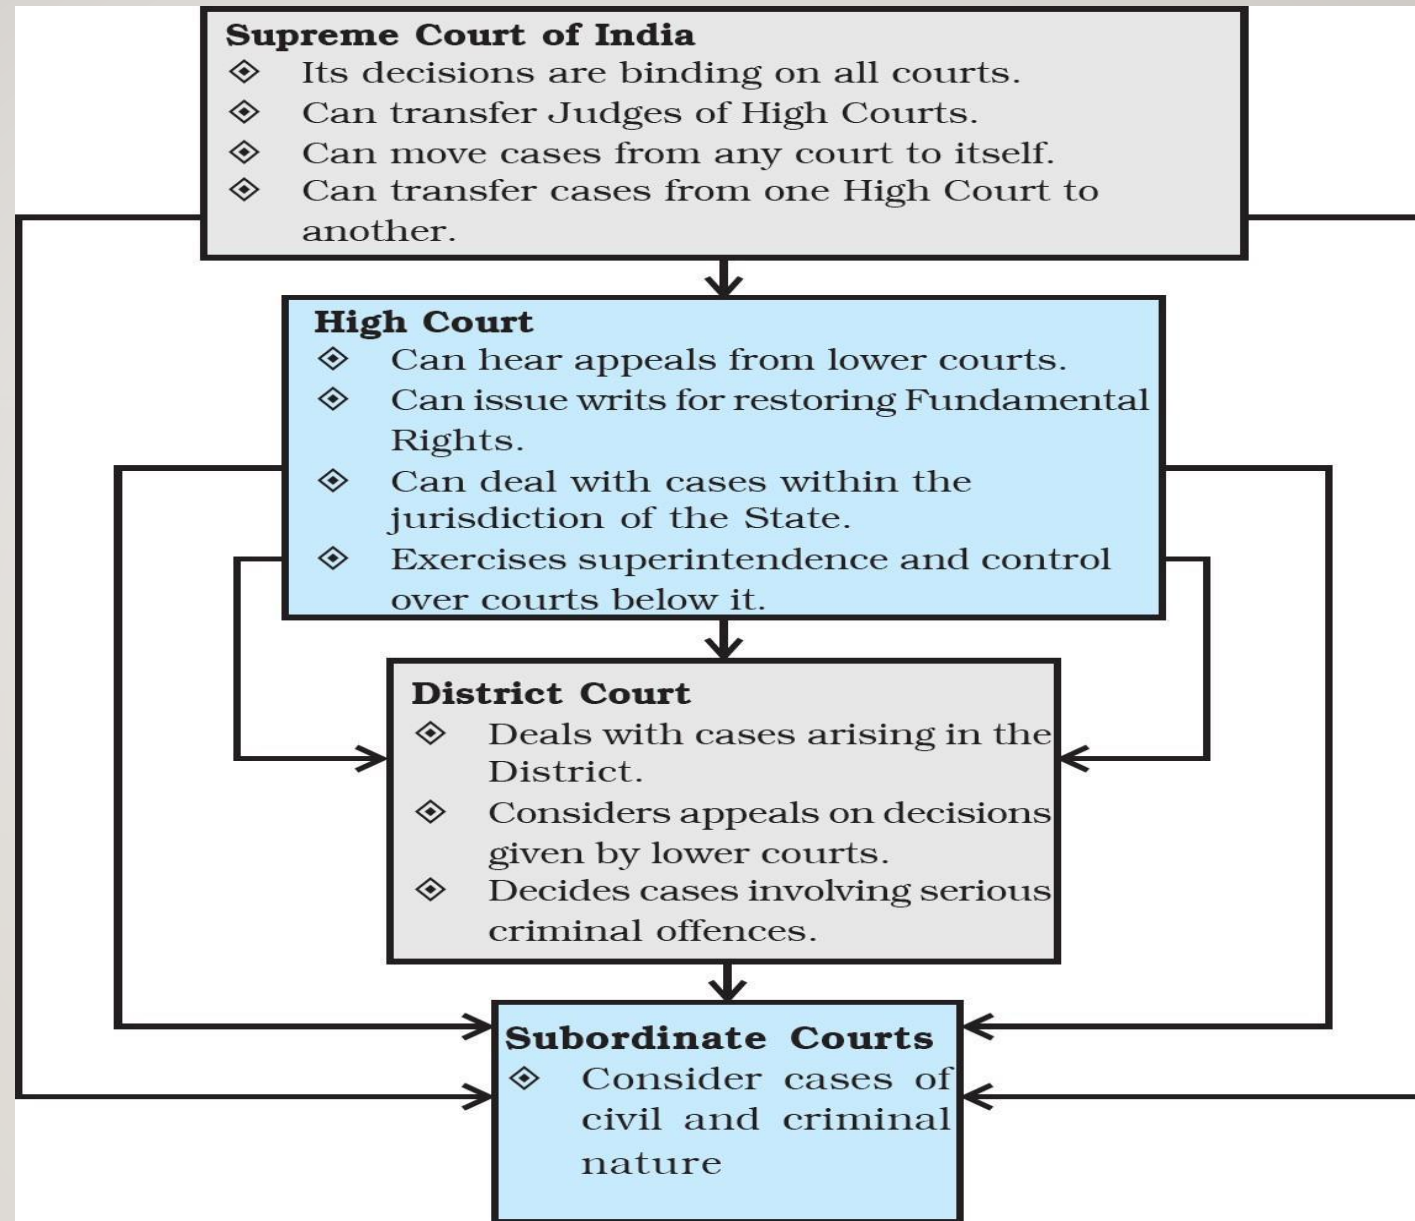 Supreme Court of India
Its decisions are binding on all courts.
Can transfer Judges of High Courts.
Can move cases from any court to itself.
Can transfer cases from one High Court to
another.
High Court
Can hear appeals from lower courts.
Can issue writs for restoring Fundamental
Rights.
Can deal with cases within the
jurisdiction of the State.
Exercises superintendence and control
over courts below it.
District Court
Deals with cases arising in the
District.
Considers appeals on decisions
given by lower courts.
Decides cases involving serious
criminal offences.
Subordinate Courts
Consider cases of
civil and criminal
nature